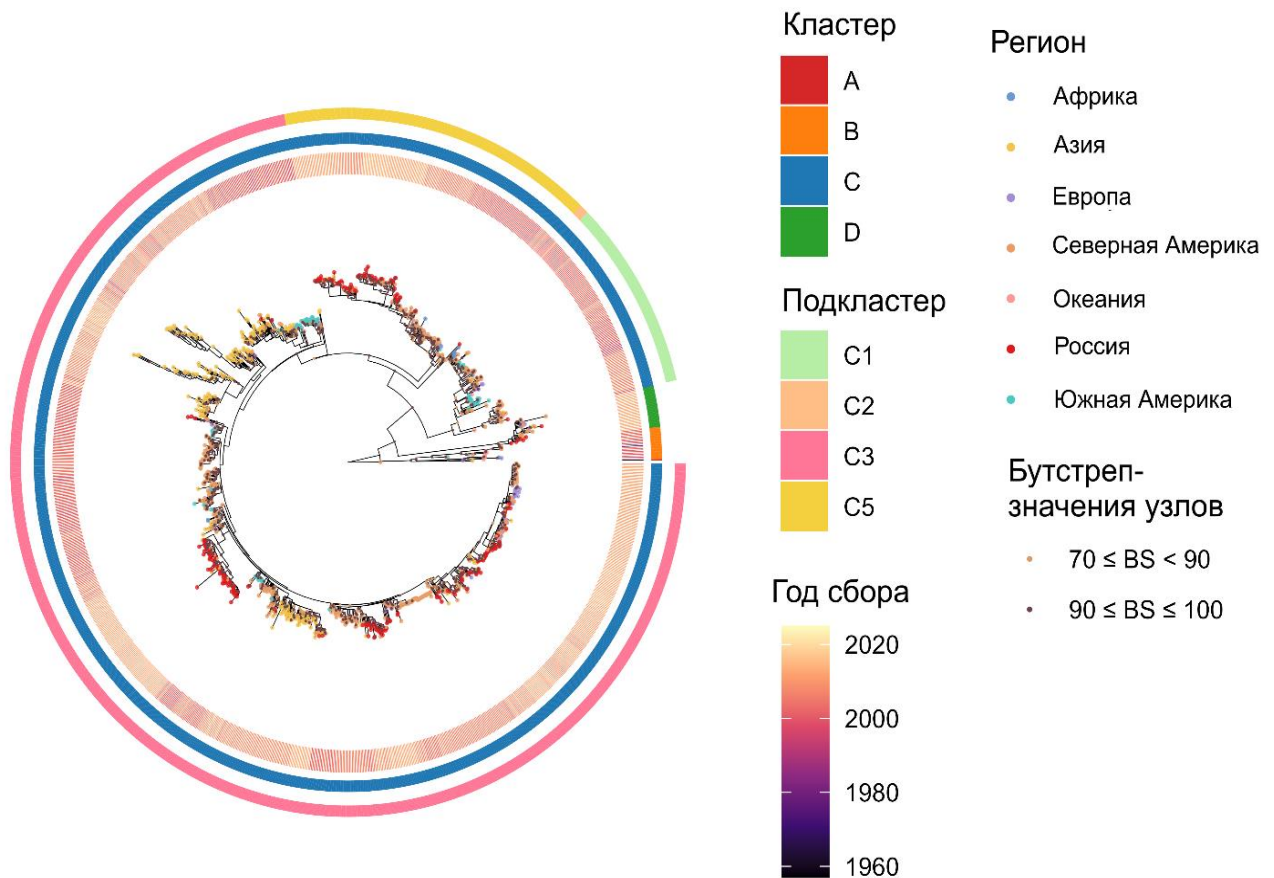 Кластер
A
B
C
D
Подкластер
C1
C2
C3
C5
Год сбора
2020
2000
1980
1960
Регион
Африка
Азия
Европа
Северная Америка
Океания
Россия
Южная Америка
Бутстреп-
значения узлов
70 ≤ BS < 90
90 ≤ BS ≤ 100